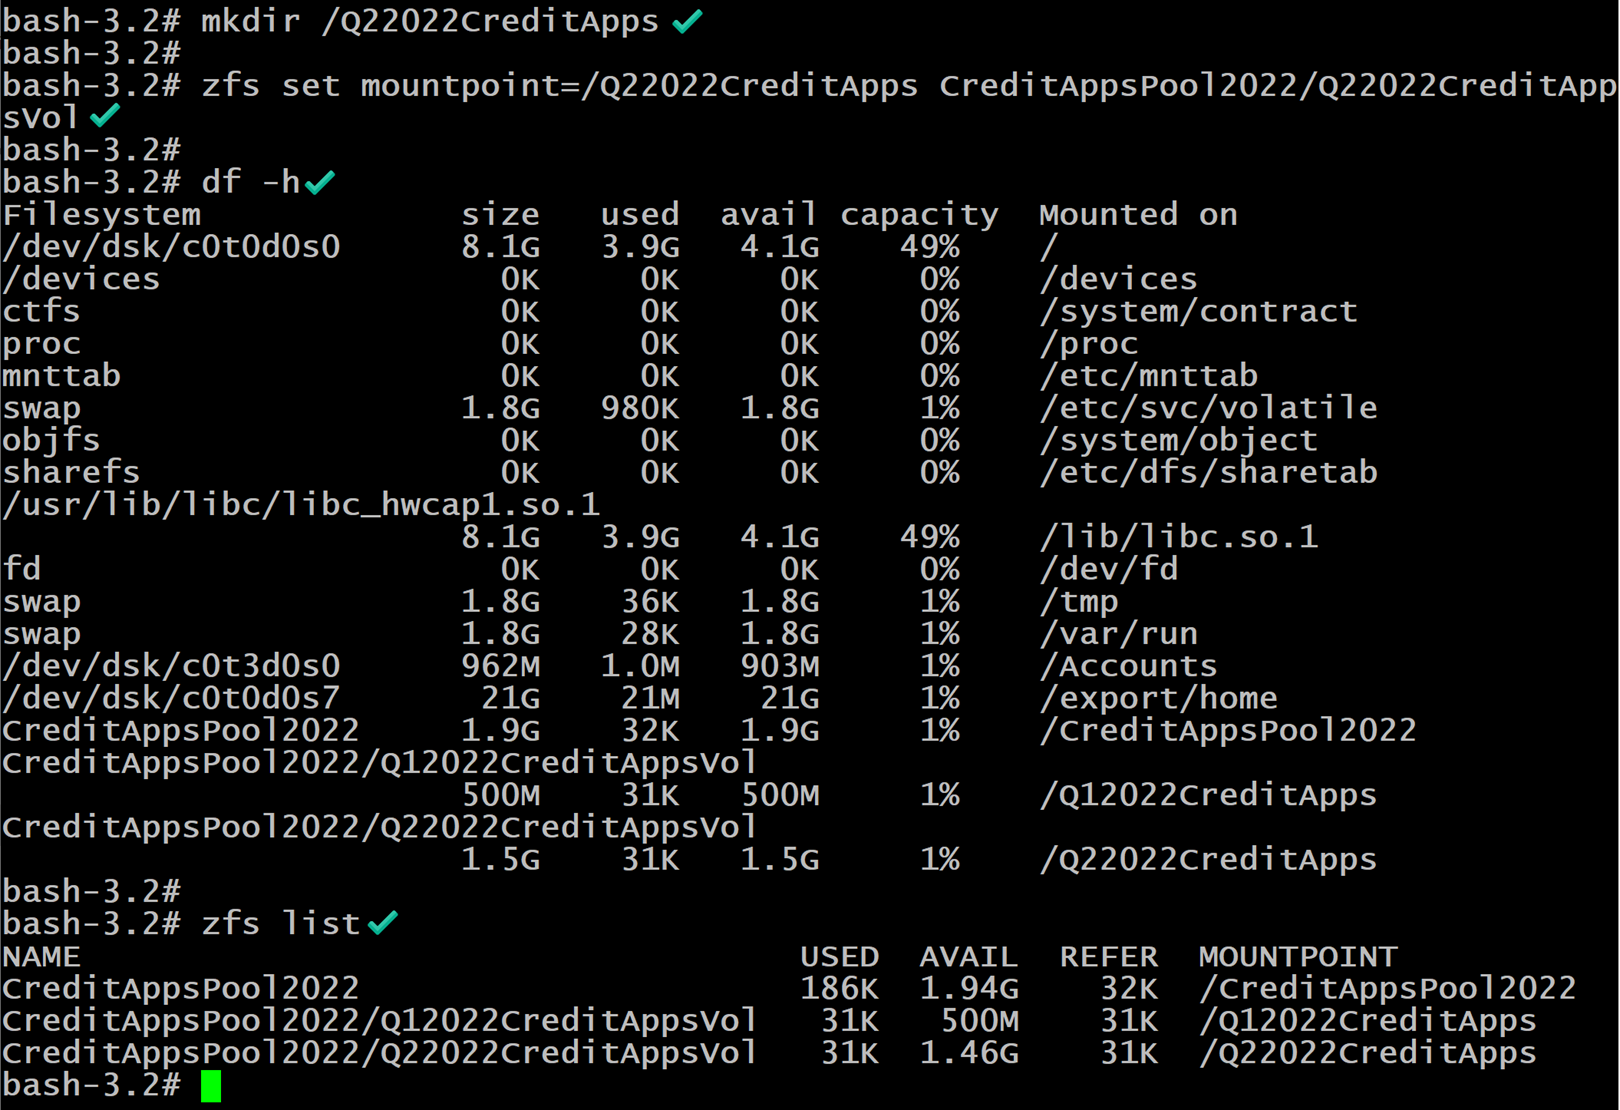 bash-3.2# mkdir /Q22022CreditApps
bash-3.2#
bash-3.2# zfs set mountpoint=/Q22022CreditApps CreditAppsPool2022/Q22022CreditApp
sVol
bash-3.2#
bash-3.2# df -h
Filesystem             size   used  avail capacity  Mounted on
/dev/dsk/c0t0d0s0      8.1G   3.9G   4.1G    49%    /
/devices                 0K     0K     0K     0%    /devices
ctfs                     0K     0K     0K     0%    /system/contract
proc                     0K     0K     0K     0%    /proc
mnttab                   0K     0K     0K     0%    /etc/mnttab
swap                   1.8G   980K   1.8G     1%    /etc/svc/volatile
objfs                    0K     0K     0K     0%    /system/object
sharefs                  0K     0K     0K     0%    /etc/dfs/sharetab
/usr/lib/libc/libc_hwcap1.so.1
                       8.1G   3.9G   4.1G    49%    /lib/libc.so.1
fd                       0K     0K     0K     0%    /dev/fd
swap                   1.8G    36K   1.8G     1%    /tmp
swap                   1.8G    28K   1.8G     1%    /var/run
/dev/dsk/c0t3d0s0      962M   1.0M   903M     1%    /Accounts
/dev/dsk/c0t0d0s7       21G    21M    21G     1%    /export/home
CreditAppsPool2022     1.9G    32K   1.9G     1%    /CreditAppsPool2022
CreditAppsPool2022/Q12022CreditAppsVol
                       500M    31K   500M     1%    /Q12022CreditApps
CreditAppsPool2022/Q22022CreditAppsVol
                       1.5G    31K   1.5G     1%    /Q22022CreditApps
bash-3.2#
bash-3.2# zfs list
NAME                                    USED  AVAIL  REFER  MOUNTPOINT
CreditAppsPool2022                      186K  1.94G    32K  /CreditAppsPool2022
CreditAppsPool2022/Q12022CreditAppsVol   31K   500M    31K  /Q12022CreditApps
CreditAppsPool2022/Q22022CreditAppsVol   31K  1.46G    31K  /Q22022CreditApps
bash-3.2#